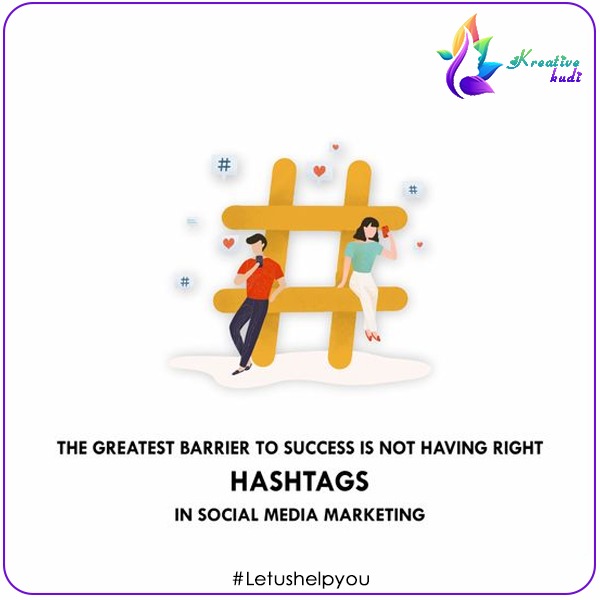 Kreative
kudi
#
#
#
THE GREATEST BARRIER TO SUCCESS IS NOT HAVING RIGHT
HASHTAGS
IN SOCIAL MEDIA MARKETING
#Letushelpyou